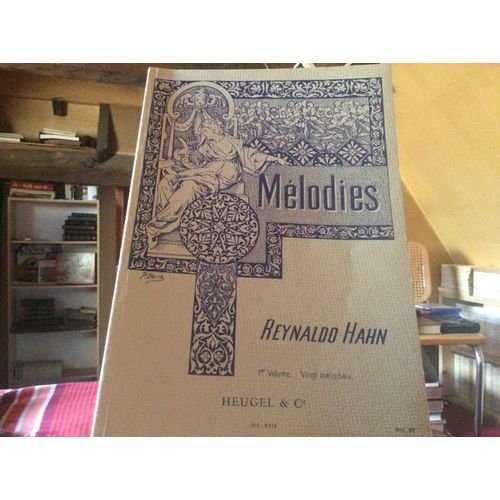 Mélodies
REYNALDO HAHN
1er Volume. Vingt mélodies.
HEUGEL & Cie